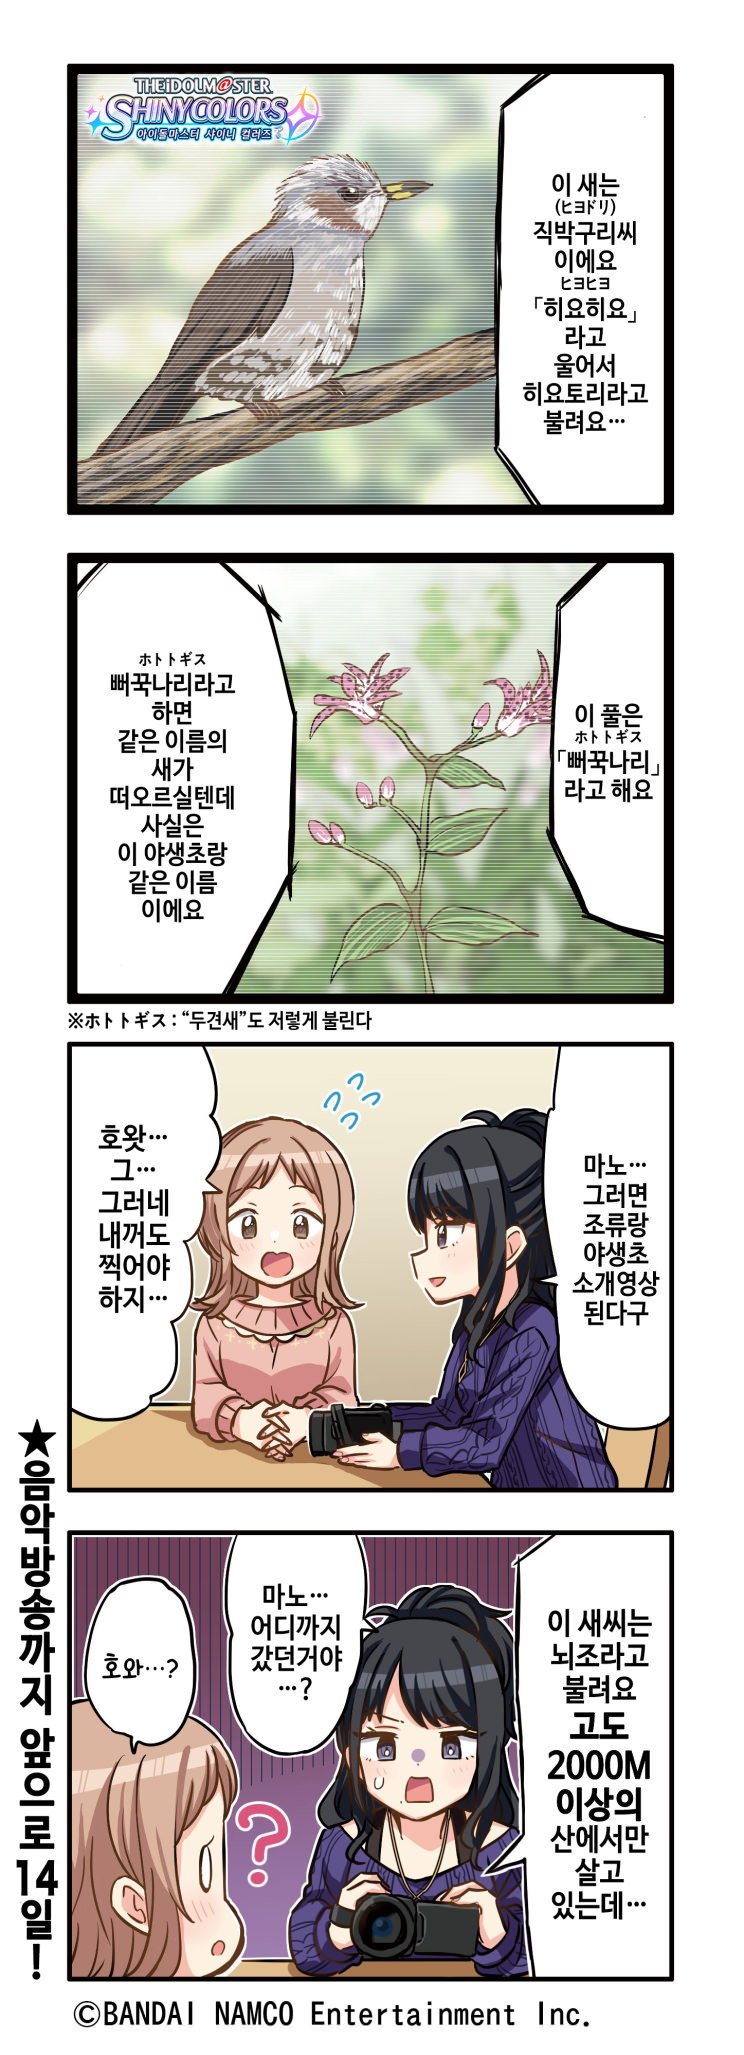 THE iDOLM@STER
SHINYCOLORS
아이돌마스터 샤이니 컬러즈
이 새는
(ヒヨドリ)
직박구리씨
이에요
ヒヨヒヨ
「히요히요」
라고
울어서
히요토리라고
불려요…
이 풀은
ホトトギス
「뻐꾹나리」
라고 해요
ホトトギス
뻐꾹나리라고
하면
같은 이름의
새가
떠오르실텐데
사실은
이 야생초랑
같은 이름
이에요
※ホトトギス : “두견새”도 저렇게 불린다
마노…
그러면
조류랑
야생초
소개영상
된다구
호왓…
그…
그러네
내꺼도
찍어야
하지…
이 새씨는
뇌조라고
불려요
고도
2000M
이상의
산에서만
살고
있는데…
마노…
어디까지
갔던거야
…?
호와…?
?
★음악방송까지 앞으로 14일!
©BANDAI NAMCO Entertainment Inc.